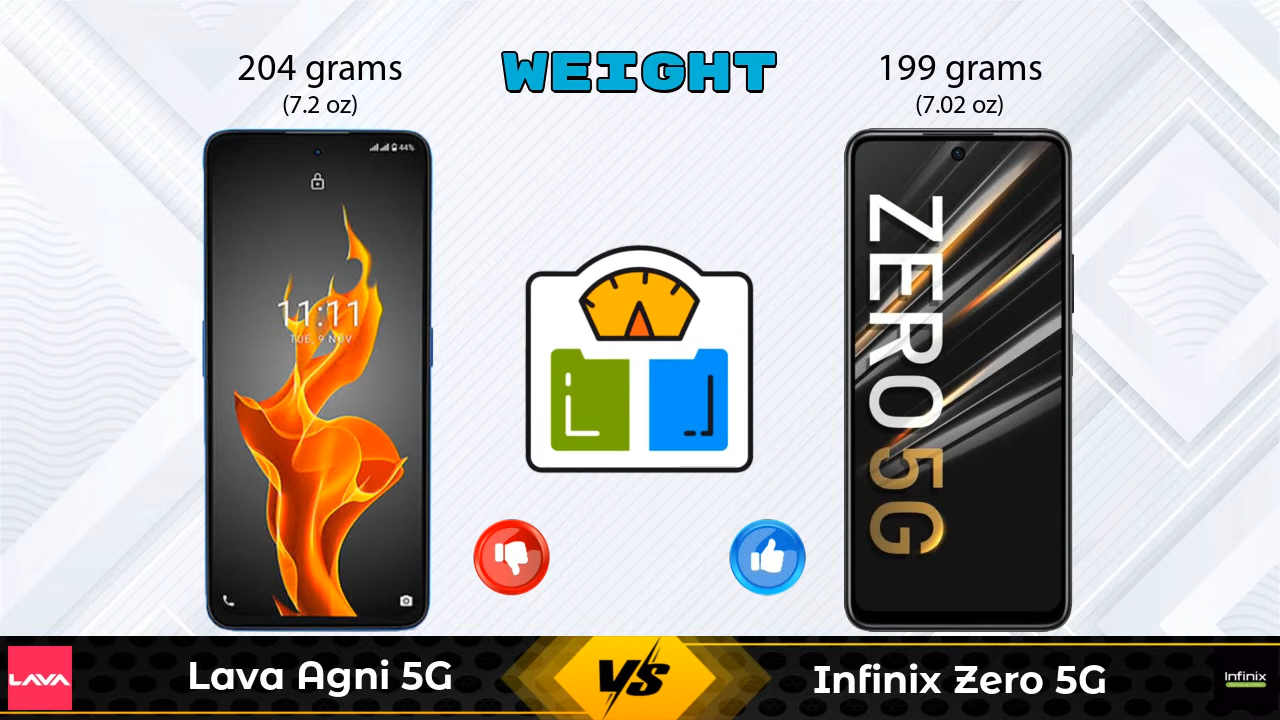 WEIGHT
204 grams
(7.2 oz)
199 grams
(7.02 oz)
44%
11:11
TUE, 9 NOV
ZERO 5G
LAVA
Lava Agni 5G
VS
Infinix Zero 5G
Infinix